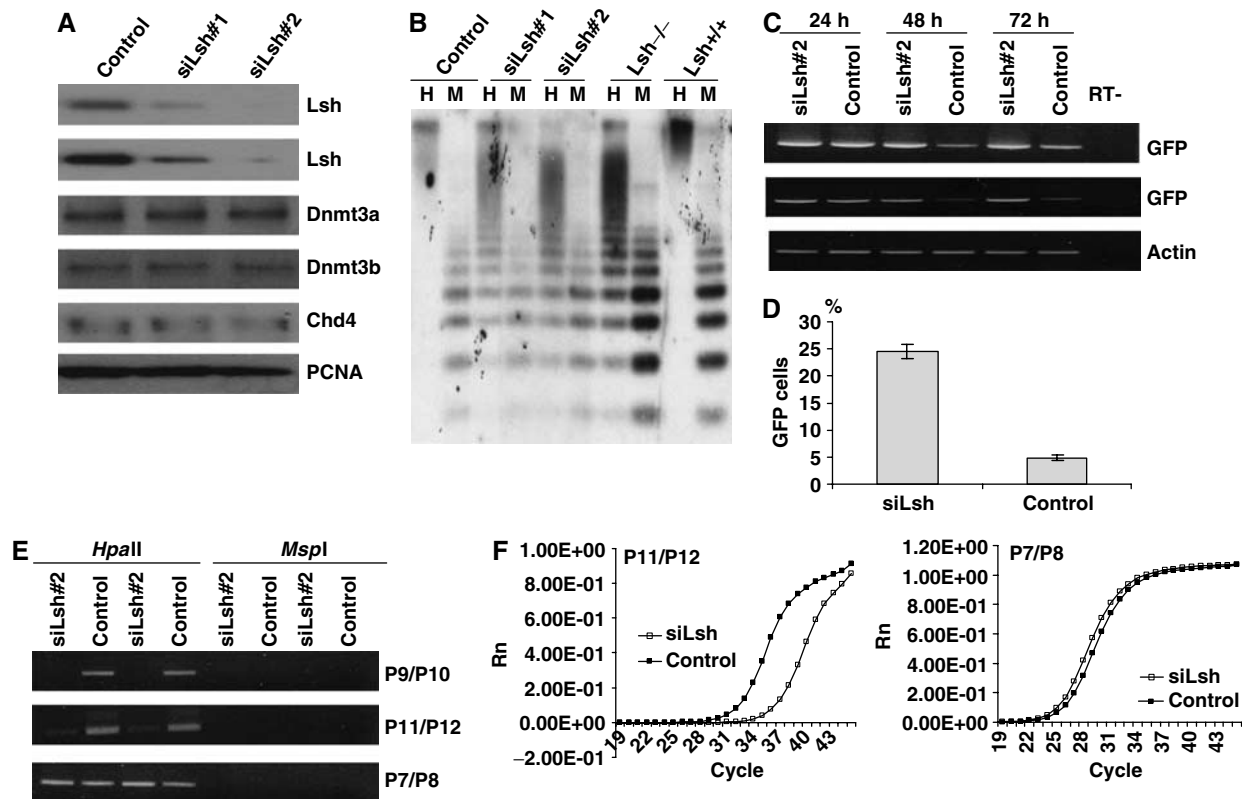 A
Control
siLsh#1
siLsh#2
Lsh
Lsh
Dnmt3a
Dnmt3b
Chd4
PCNA
B
Control
siLsh#1
siLsh#2
Lsh−/−
Lsh+/+
H M H M H M H M H M
C
24 h 48 h 72 h
siLsh#2
Control
siLsh#2
Control
siLsh#2
Control
RT-
GFP
GFP
Actin
D
%
30
25
20
15
10
5
0
GFP cells
siLsh Control
E
HpaII MspI
siLsh#2
Control
siLsh#2
Control
siLsh#2
Control
siLsh#2
Control
P9/P10
P11/P12
P7/P8
F
P11/P12
1.00E+00
8.00E-01
6.00E-01
4.00E-01
2.00E-01
0.00E+00
−2.00E-01
Rn
siLsh
Control
19 22 25 28 31 34 37 40 43
Cycle
P7/P8
1.20E+00
1.00E+00
8.00E-01
6.00E-01
4.00E-01
2.00E-01
0.00E+00
Rn
siLsh
Control
19 22 25 28 31 34 37 40 43
Cycle